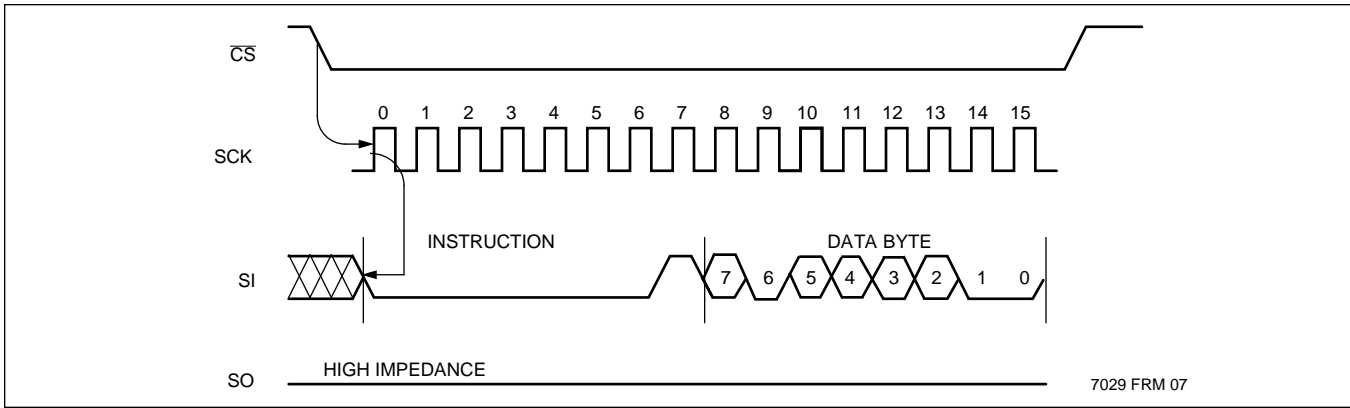 CS
0 1 2 3 4 5 6 7 8 9 10 11 12 13 14 15
SCK
INSTRUCTION DATA BYTE
SI 7 6 5 4 3 2 1 0
HIGH IMPEDANCE
SO
7029 FRM 07